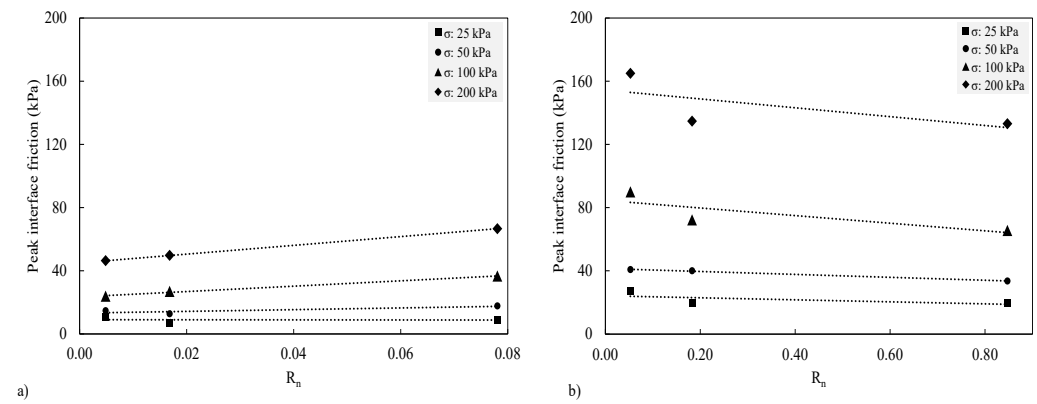 200
160
120
80
40
0
Peak interface friction (kPa)
σ: 25 kPa
σ: 50 kPa
σ: 100 kPa
σ: 200 kPa
0.00 0.02 0.04 0.06 0.08
Rn
a)
200
160
120
80
40
0
Peak interface friction (kPa)
σ: 25 kPa
σ: 50 kPa
σ: 100 kPa
σ: 200 kPa
0.00 0.20 0.40 0.60 0.80
Rn
b)